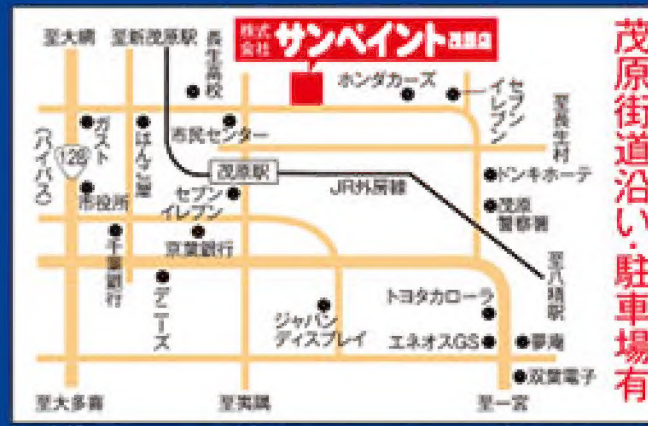 株式会社サンペイント茂原店
至大網
至新茂原駅
長生高校
ホンダカーズ
セブンイレブン
至長生村
ガスト
はんこ屋
市民センター
128
(バイパス)
茂原駅
JR外房線
ドンキホーテ
市役所
セブン
イレブン
茂原
警察署
千葉銀行
京葉銀行
デニーズ
至八積駅
トヨタカローラ
ジャパン
ディスプレイ
エネオスGS
夢庵
双葉電子
至大多喜
至夷隅
至一宮
茂原街道沿い・駐車場有